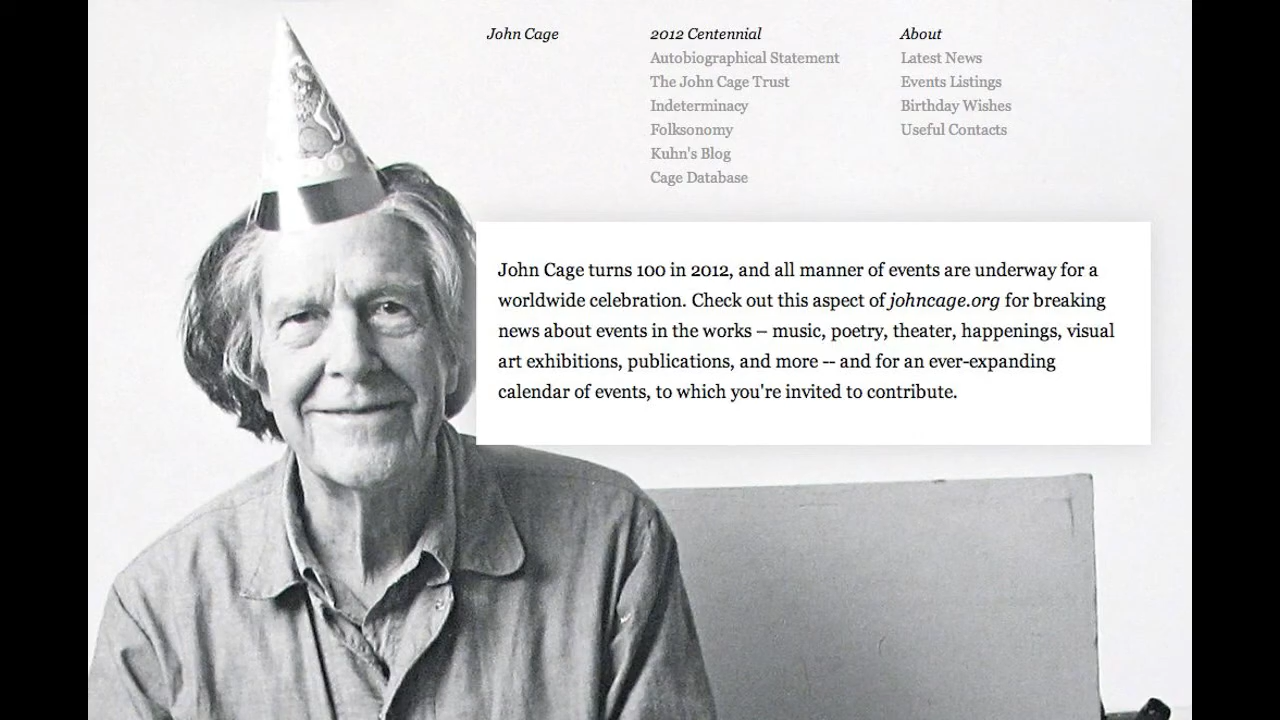 John Cage
2012 Centennial
Autobiographical Statement
The John Cage Trust
Indeterminacy
Folksonomy
Kuhn's Blog
Cage Database
About
Latest News
Events Listings
Birthday Wishes
Useful Contacts
John Cage turns 100 in 2012, and all manner of events are underway for a
worldwide celebration. Check out this aspect of johncage.org for breaking
news about events in the works – music, poetry, theater, happenings, visual
art exhibitions, publications, and more -- and for an ever-expanding
calendar of events, to which you're invited to contribute.